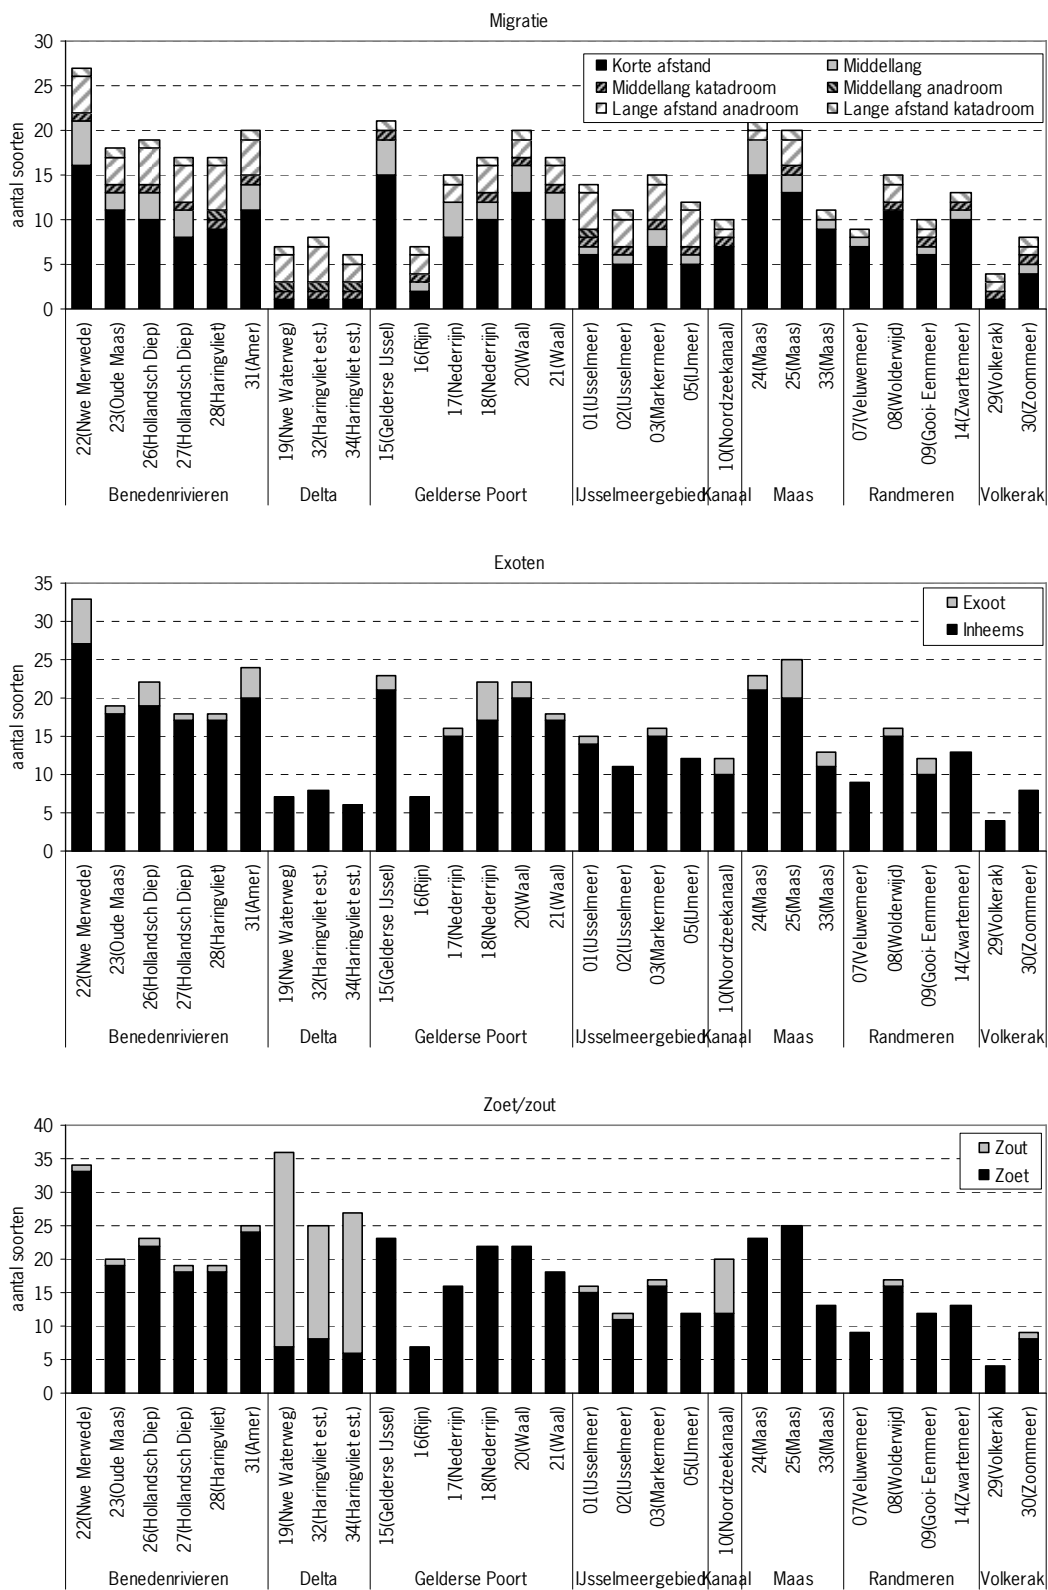 Migratie
aantal soorten
30
25
20
15
10
5
0
Korte afstand
Middellang
Middellang katadroom
Middellang anadroom
Lange afstand anadroom
Lange afstand katadroom
22(Nwe Merwede)
23(Oude Maas)
26(Hollandsch Diep)
27(Hollandsch Diep)
28(Haringvliet)
31(Amer)
19(Nwe Waterweg)
32(Haringvliet est.)
34(Haringvliet est.)
15(Gelderse IJssel)
16(Rijn)
17(Nederrijn)
18(Nederrijn)
20(Waal)
21(Waal)
01(IJsselmeer)
02(IJsselmeer)
03(Markermeer)
05(IJmeer)
10(Noordzeekanaal)
24(Maas)
25(Maas)
33(Maas)
07(Veluwemeer)
08(Wolderwijd)
09(Gooi- Eemmeer)
14(Zwartemeer)
29(Volkerak)
30(Zoommeer)
Benedenrivieren
Delta
Gelderse Poort
IJsselmeergebied
Kanaal
Maas
Randmeren
Volkerak
Exoten
aantal soorten
35
30
25
20
15
10
5
0
Exoot
Inheems
22(Nwe Merwede)
23(Oude Maas)
26(Hollandsch Diep)
27(Hollandsch Diep)
28(Haringvliet)
31(Amer)
19(Nwe Waterweg)
32(Haringvliet est.)
34(Haringvliet est.)
15(Gelderse IJssel)
16(Rijn)
17(Nederrijn)
18(Nederrijn)
20(Waal)
21(Waal)
01(IJsselmeer)
02(IJsselmeer)
03(Markermeer)
05(IJmeer)
10(Noordzeekanaal)
24(Maas)
25(Maas)
33(Maas)
07(Veluwemeer)
08(Wolderwijd)
09(Gooi- Eemmeer)
14(Zwartemeer)
29(Volkerak)
30(Zoommeer)
Benedenrivieren
Delta
Gelderse Poort
IJsselmeergebied
Kanaal
Maas
Randmeren
Volkerak
Zoet/zout
aantal soorten
40
35
30
25
20
15
10
5
0
Zout
Zoet
22(Nwe Merwede)
23(Oude Maas)
26(Hollandsch Diep)
27(Hollandsch Diep)
28(Haringvliet)
31(Amer)
19(Nwe Waterweg)
32(Haringvliet est.)
34(Haringvliet est.)
15(Gelderse IJssel)
16(Rijn)
17(Nederrijn)
18(Nederrijn)
20(Waal)
21(Waal)
01(IJsselmeer)
02(IJsselmeer)
03(Markermeer)
05(IJmeer)
10(Noordzeekanaal)
24(Maas)
25(Maas)
33(Maas)
07(Veluwemeer)
08(Wolderwijd)
09(Gooi- Eemmeer)
14(Zwartemeer)
29(Volkerak)
30(Zoommeer)
Benedenrivieren
Delta
Gelderse Poort
IJsselmeergebied
Kanaal
Maas
Randmeren
Volkerak